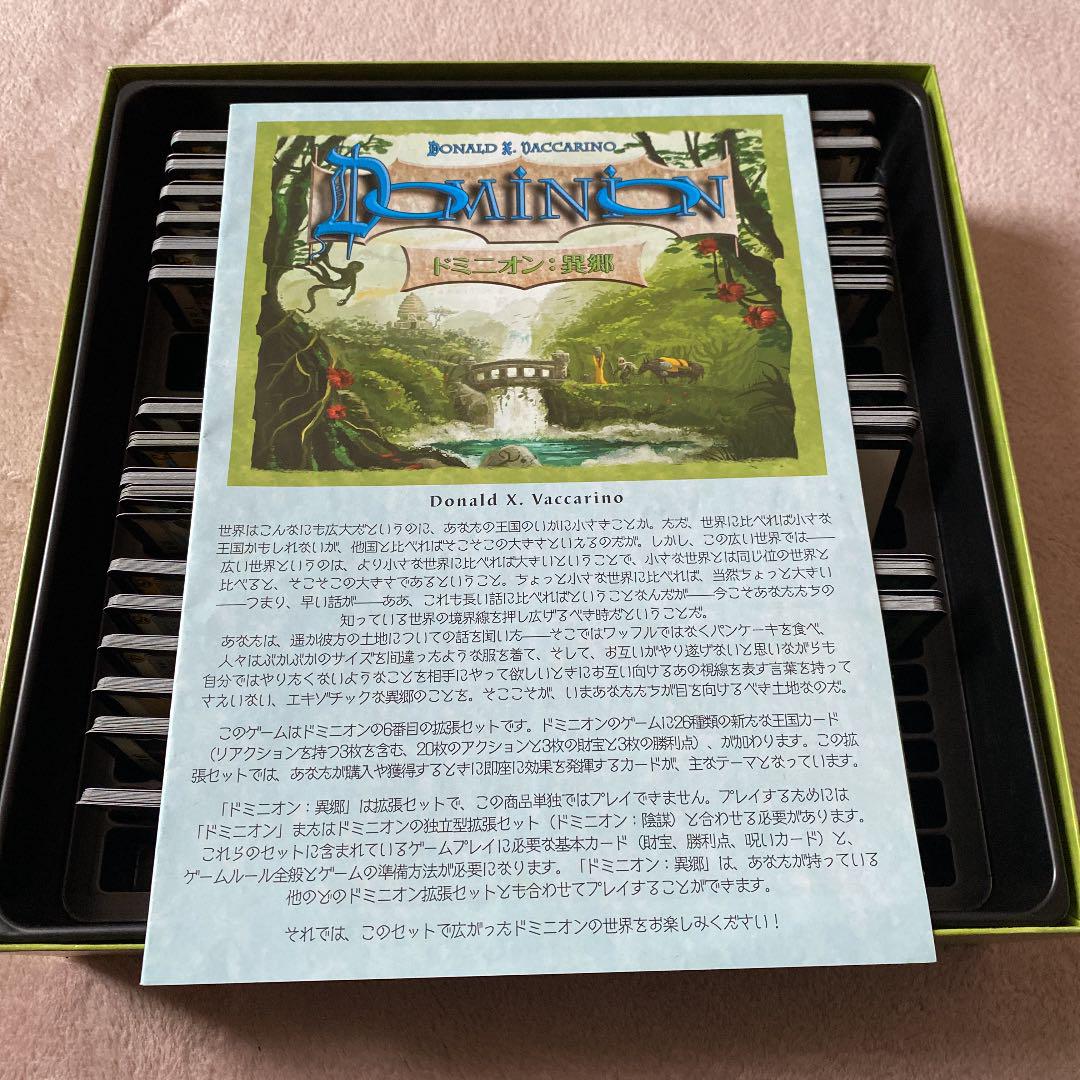 DONALD X. VACCARINO
DOMINION
ドミニオン：異郷
Donald X. Vaccarino
世界はこんなにも広大だというのに、あなたの王国のいかに小さきことか。ただ、世界に比べれば小さな
王国かもしれないが、他国と比べればそこそこの大きさといえるのだが。しかし、この広い世界では――
広い世界というのは、より小さな世界に比べれば大きいということで、小さな世界とは同じ位の世界と
比べると、そこそこの大きさであるということ。ちょっと小さな世界に比べれば、当然ちょっと大きい
――つまり、早い話が――ああ、これも長い話に比べればということなんだが――今こそあなたたちの
知っている世界の境界線を押し広げるべき時だということだ。
あなたは、遥か彼方の土地についての話を聞いた――そこではワッフルではなくパンケーキを食べ、
人々はぶかぶかのサイズを間違ったような服を着て、そして、お互いがやり遂げないと思いながらも
自分ではやりたくないようなことを相手にやって欲しいときにお互い向けるあの視線を表す言葉を持って
さえいない、エキゾチックな異郷のことを。そここそが、いまあなたたちが目を向けるべき土地なのだ。
このゲームはドミニオンの6番目の拡張セットです。ドミニオンのゲームに26種類の新たな王国カード
（リアクションを持つ3枚を含む、20枚のアクションと3枚の財宝と3枚の勝利点）、が加わります。この拡
張セットでは、あなたが購入や獲得するときに即座に効果を発揮するカードが、主なテーマとなっています。
「ドミニオン：異郷」は拡張セットで、この商品単独ではプレイできません。プレイするためには
「ドミニオン」またはドミニオンの独立型拡張セット（ドミニオン：陰謀）と合わせる必要があります。
これらのセットに含まれているゲームプレイに必要な基本カード（財宝、勝利点、呪いカード）と、
ゲームルール全般とゲームの準備方法が必要になります。「ドミニオン：異郷」は、あなたが持っている
他のどのドミニオン拡張セットとも合わせてプレイすることができます。
それでは、このセットで広がったドミニオンの世界をお楽しみください！